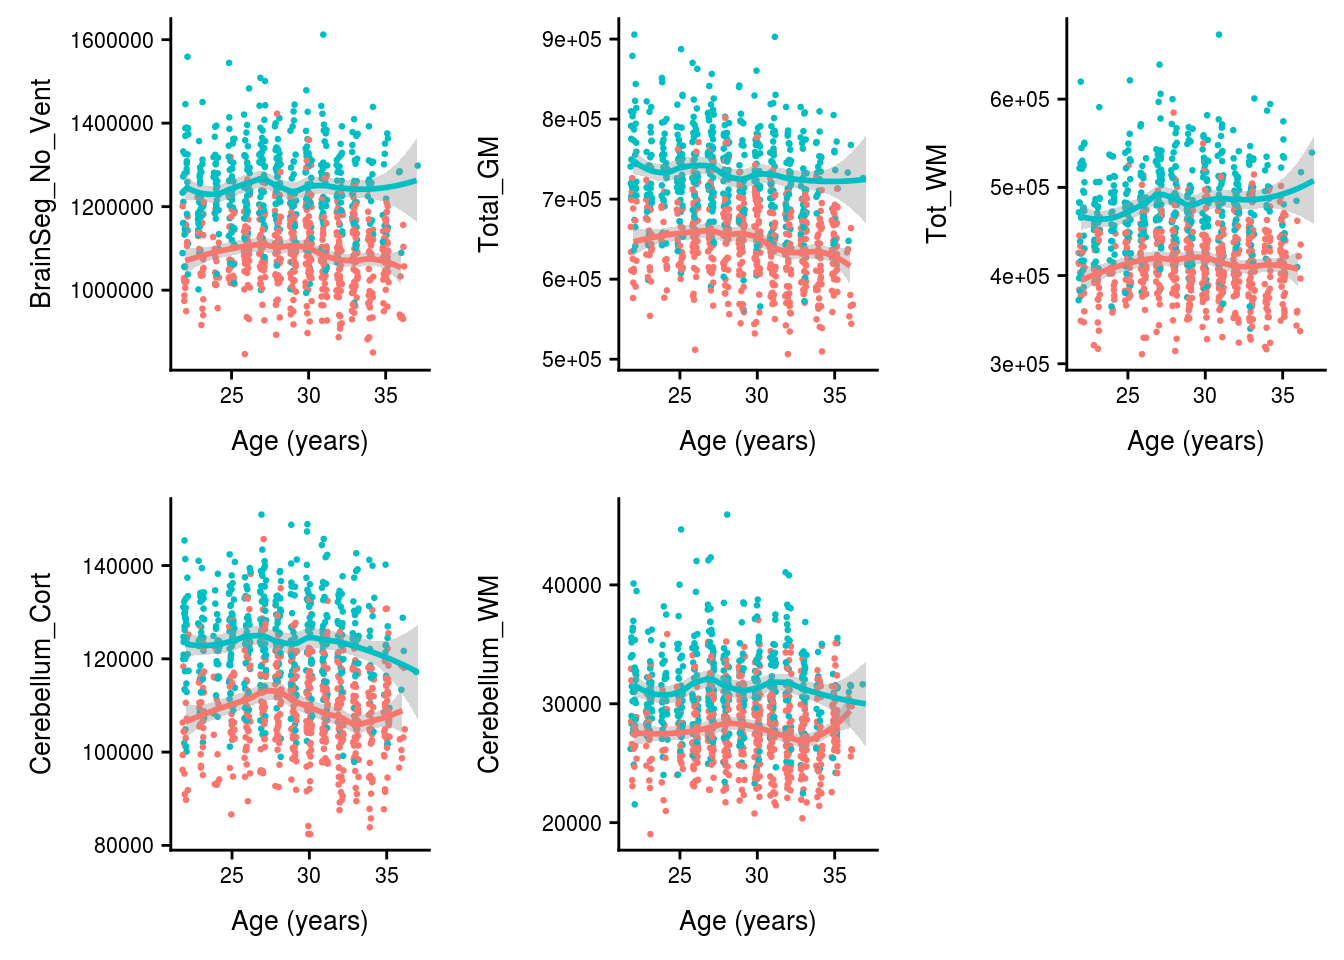 BrainSeg_No_Vent
1600000
1400000
1200000
1000000
25 30 35
Age (years)
Total_GM
9e+05
8e+05
7e+05
6e+05
5e+05
25 30 35
Age (years)
Tot_WM
6e+05
5e+05
4e+05
3e+05
25 30 35
Age (years)
Cerebellum_Cort
140000
120000
100000
80000
25 30 35
Age (years)
Cerebellum_WM
40000
30000
20000
25 30 35
Age (years)